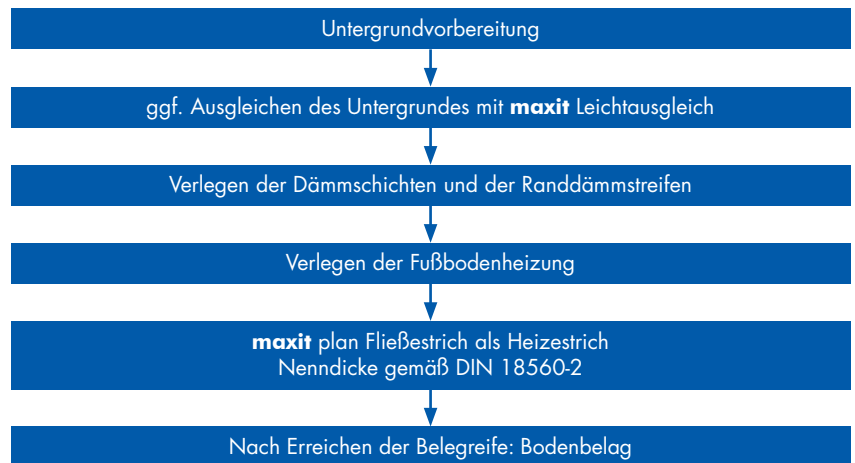 Untergrundvorbereitung
ggf. Ausgleichen des Untergrundes mit maxit Leichtausgleich
Verlegen der Dämmschichten und der Randdämmstreifen
Verlegen der Fußbodenheizung
maxit plan Fließestrich als Heizestrich
Nenndicke gemäß DIN 18560-2
Nach Erreichen der Belegreife: Bodenbelag